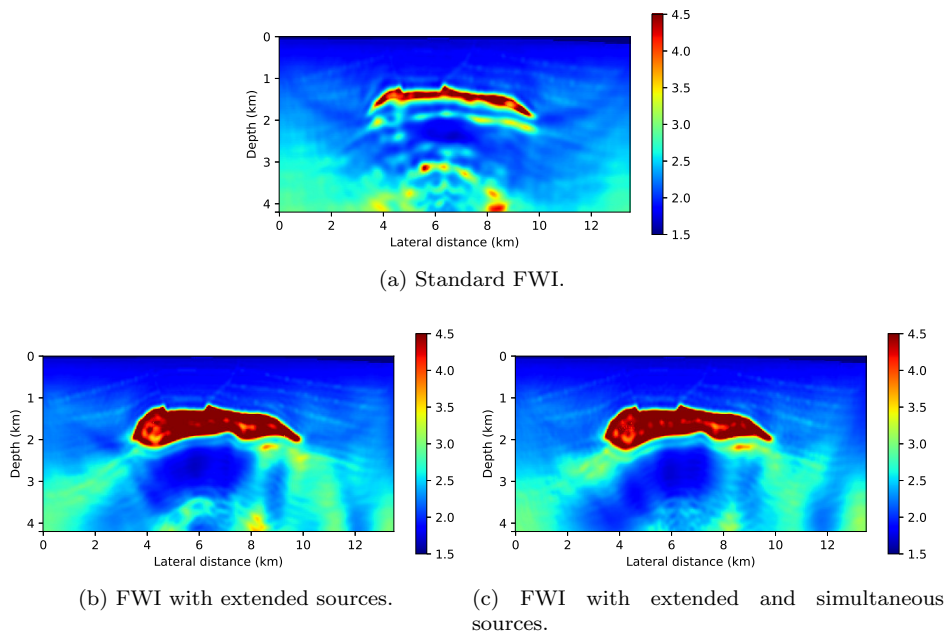 4.5
0
4.0
1
3.5
Depth (km)
2
3.0
3
2.5
2.0
4
1.5
0 2 4 6 8 10 12
Lateral distance (km)
(a) Standard FWI.
4.5
0
4.0
1
3.5
Depth (km)
2
3.0
3
2.5
2.0
4
1.5
0 2 4 6 8 10 12
Lateral distance (km)
(b) FWI with extended sources.
4.5
0
4.0
1
3.5
Depth (km)
2
3.0
3
2.5
2.0
4
1.5
0 2 4 6 8 10 12
Lateral distance (km)
(c) FWI with extended and simultaneous
sources.